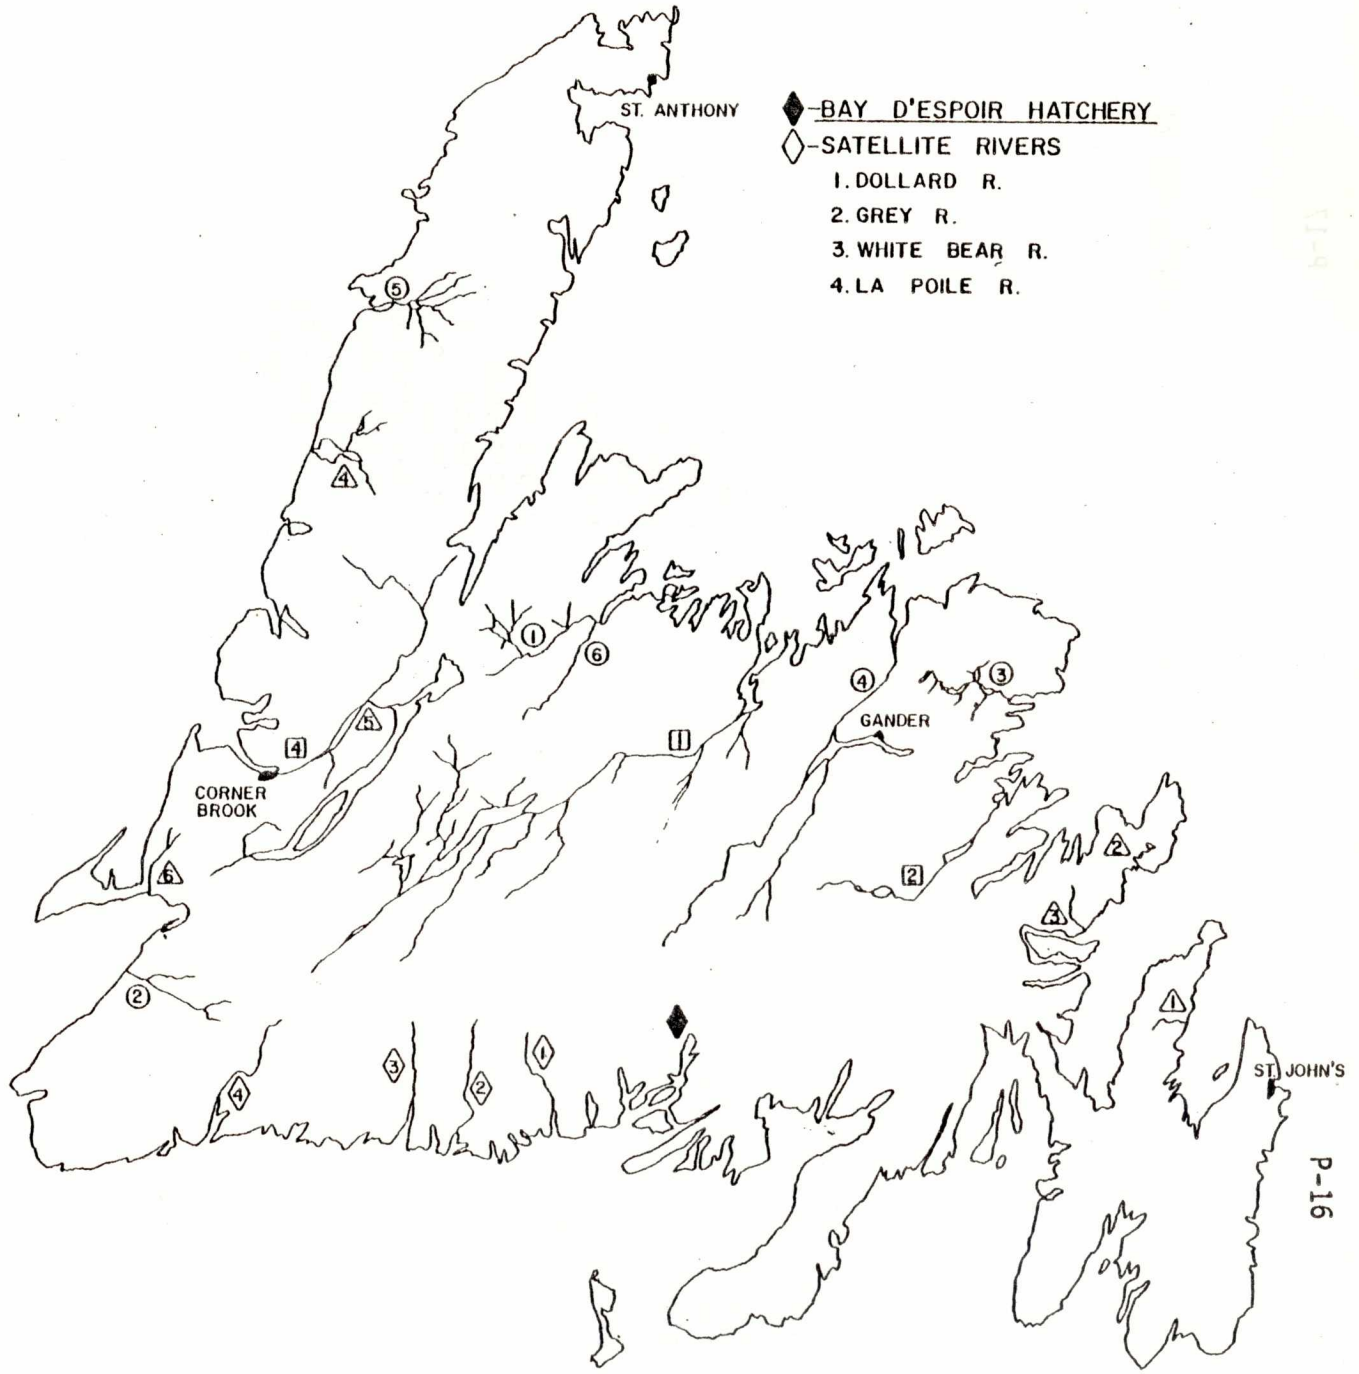 ST. ANTHONY
-BAY D'ESPOIR HATCHERY
-SATELLITE RIVERS
1. DOLLARD R.
2. GREY R.
3. WHITE BEAR R.
4. LA POILE R.
5
4
1
6
4
3
GANDER
5
4
1
CORNER
BROOK
2
6
2
3
2
1
1
3
2
4
ST. JOHN'S
P-16